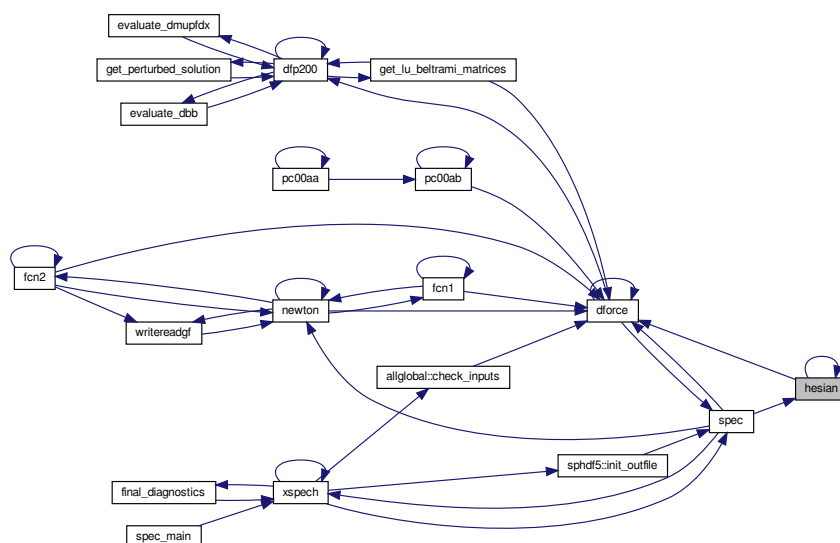 evaluate_dmupfdx
get_perturbed_solution
dfp200
get_lu_beltrami_matrices
evaluate_dbb
pc00aa
pc00ab
fcn2
fcn1
newton
dforce
writereadgf
allglobal::check_inputs
hesian
spec
sphdf5::init_outfile
final_diagnostics
xspech
spec_main